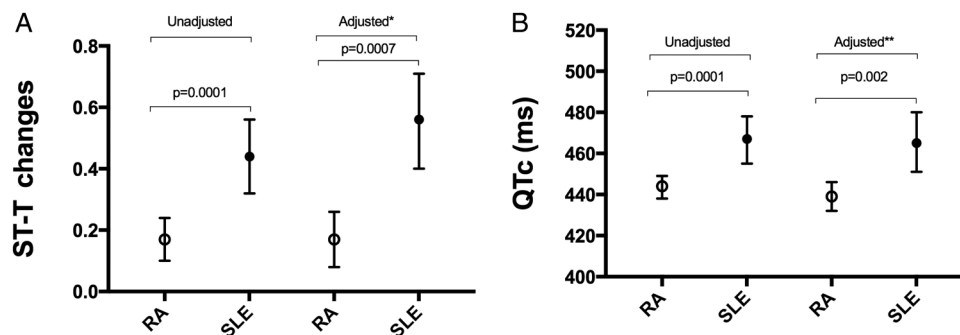 A
Unadjusted
Adjusted*
p=0.0001
p=0.0007
ST-T changes
0.8
0.6
0.4
0.2
0.0
RA
SLE
RA
SLE
B
Unadjusted
Adjusted**
p=0.0001
p=0.002
QTc (ms)
520
500
480
460
440
420
400
RA
SLE
RA
SLE